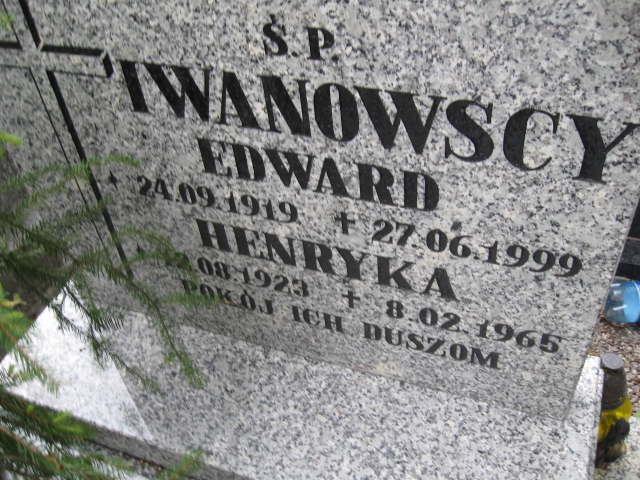 Ś.P.
IWANOWSCY
EDWARD
* 24.09.1919 + 27.06.1999
HENRYKA
.08.1923 + 8.02.1965
POKÓJ ICH DUSZOM